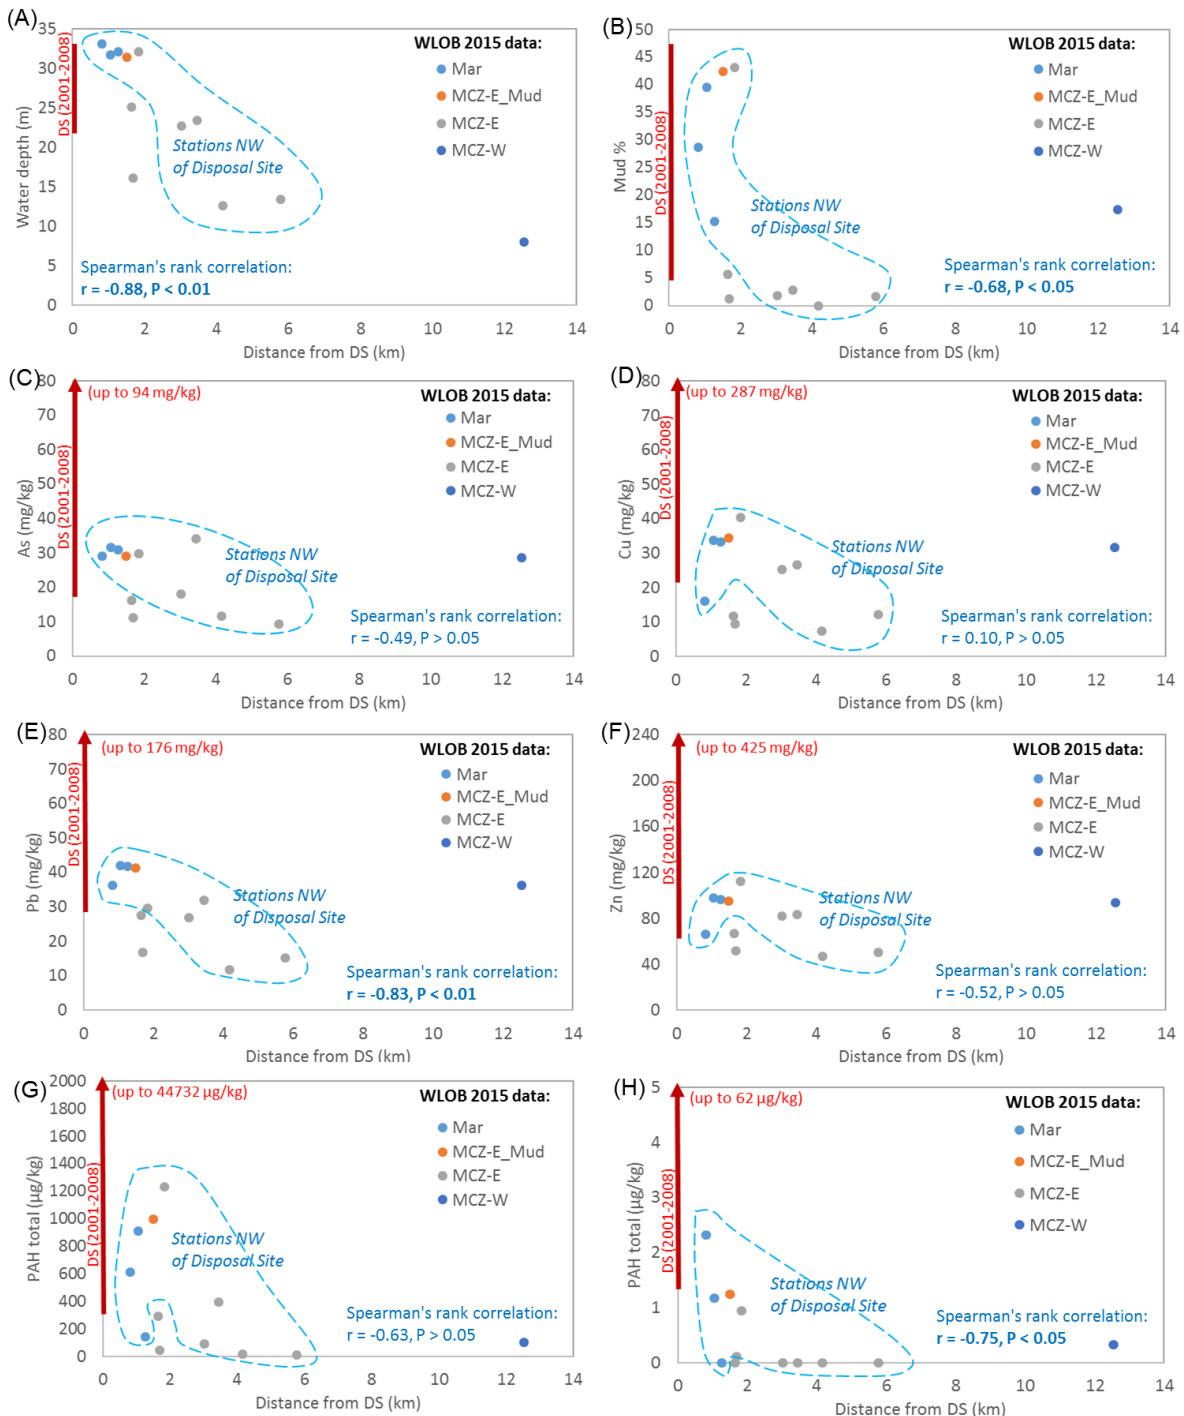 (A)
35
30
25
20
15
10
5
0
Water depth (m)
DS (2001-2008)
WLOB 2015 data:
Mar
MCZ-E_Mud
MCZ-E
MCZ-W
Stations NW
of Disposal Site
Spearman's rank correlation:
r = -0.88, P < 0.01
0 2 4 6 8 10 12 14
Distance from DS (km)
(B)
50
45
40
35
30
25
20
15
10
5
0
Mud %
DS (2001-2008)
WLOB 2015 data:
Mar
MCZ-E_Mud
MCZ-E
MCZ-W
Stations NW
of Disposal Site
Spearman's rank correlation:
r = -0.68, P < 0.05
0 2 4 6 8 10 12 14
Distance from DS (km)
(C)
80
70
60
50
40
30
20
10
0
As (mg/kg)
DS (2001-2008)
(up to 94 mg/kg)
WLOB 2015 data:
Mar
MCZ-E_Mud
MCZ-E
MCZ-W
Stations NW
of Disposal Site
Spearman's rank correlation:
r = -0.49, P > 0.05
0 2 4 6 8 10 12 14
Distance from DS (km)
(D)
80
70
60
50
40
30
20
10
0
Cu (mg/kg)
DS (2001-2008)
(up to 287 mg/kg)
WLOB 2015 data:
Mar
MCZ-E_Mud
MCZ-E
MCZ-W
Stations NW
of Disposal Site
Spearman's rank correlation:
r = 0.10, P > 0.05
0 2 4 6 8 10 12 14
Distance from DS (km)
(E)
80
70
60
50
40
30
20
10
0
Pb (mg/kg)
DS (2001-2008)
(up to 176 mg/kg)
WLOB 2015 data:
Mar
MCZ-E_Mud
MCZ-E
MCZ-W
Stations NW
of Disposal Site
Spearman's rank correlation:
r = -0.83, P < 0.01
0 2 4 6 8 10 12 14
Distance from DS (km)
(F)
240
200
160
120
80
40
0
Zn (mg/kg)
DS (2001-2008)
(up to 425 mg/kg)
WLOB 2015 data:
Mar
MCZ-E_Mud
MCZ-E
MCZ-W
Stations NW
of Disposal Site
Spearman's rank correlation:
r = -0.52, P > 0.05
0 2 4 6 8 10 12 14
Distance from DS (km)
(G)
2000
1800
1600
1400
1200
1000
800
600
400
200
0
PAH total (µg/kg)
DS (2001-2008)
(up to 44732 µg/kg)
WLOB 2015 data:
Mar
MCZ-E_Mud
MCZ-E
MCZ-W
Stations NW
of Disposal Site
Spearman's rank correlation:
r = -0.63, P > 0.05
0 2 4 6 8 10 12 14
Distance from DS (km)
(H)
5
4
3
2
1
0
PAH total (µg/kg)
DS (2001-2008)
(up to 62 µg/kg)
WLOB 2015 data:
Mar
MCZ-E_Mud
MCZ-E
MCZ-W
Stations NW
of Disposal Site
Spearman's rank correlation:
r = -0.75, P < 0.05
0 2 4 6 8 10 12 14
Distance from DS (km)